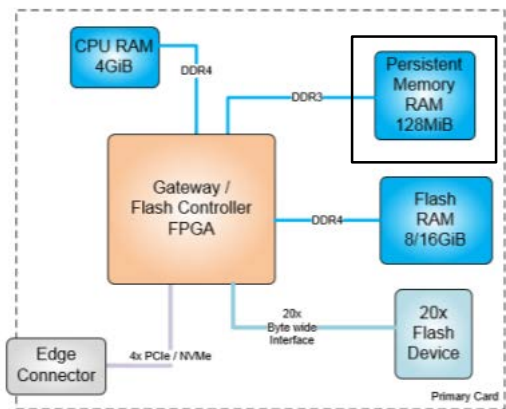 CPU RAM
4GiB
DDR4
Persistent
Memory
RAM
128MiB
DDR3
Gateway /
Flash Controller
FPGA
DDR4
Flash
RAM
8/16GiB
20x
Byte wide
Interface
20x
Flash
Device
4x PCIe / NVMe
Edge
Connector
Primary Card